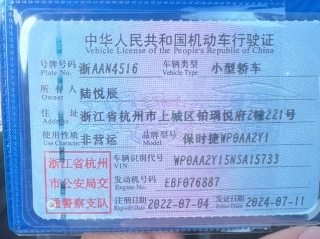 中华人民共和国机动车行驶证
Vehicle License of the People's Republic of China
号牌号码 浙AAN4516 车辆类型 小型轿车
Plate No. Vehicle Type
所有人 陆悦辰
Owner
住址 浙江省杭州市上城区铂瑞悦府2幢221号
Address
使用性质 非营运 品牌型号 保时捷WP0AA2Y1
Use Character Model
浙江省杭州
市公安局交
通警察支队
车辆识别代号 WP0AA2Y15NSA15733
VIN
发动机号码 EBF076887
Engine No.
注册日期 2022-07-04 发证日期 2024-07-11
Register Date Issue Date